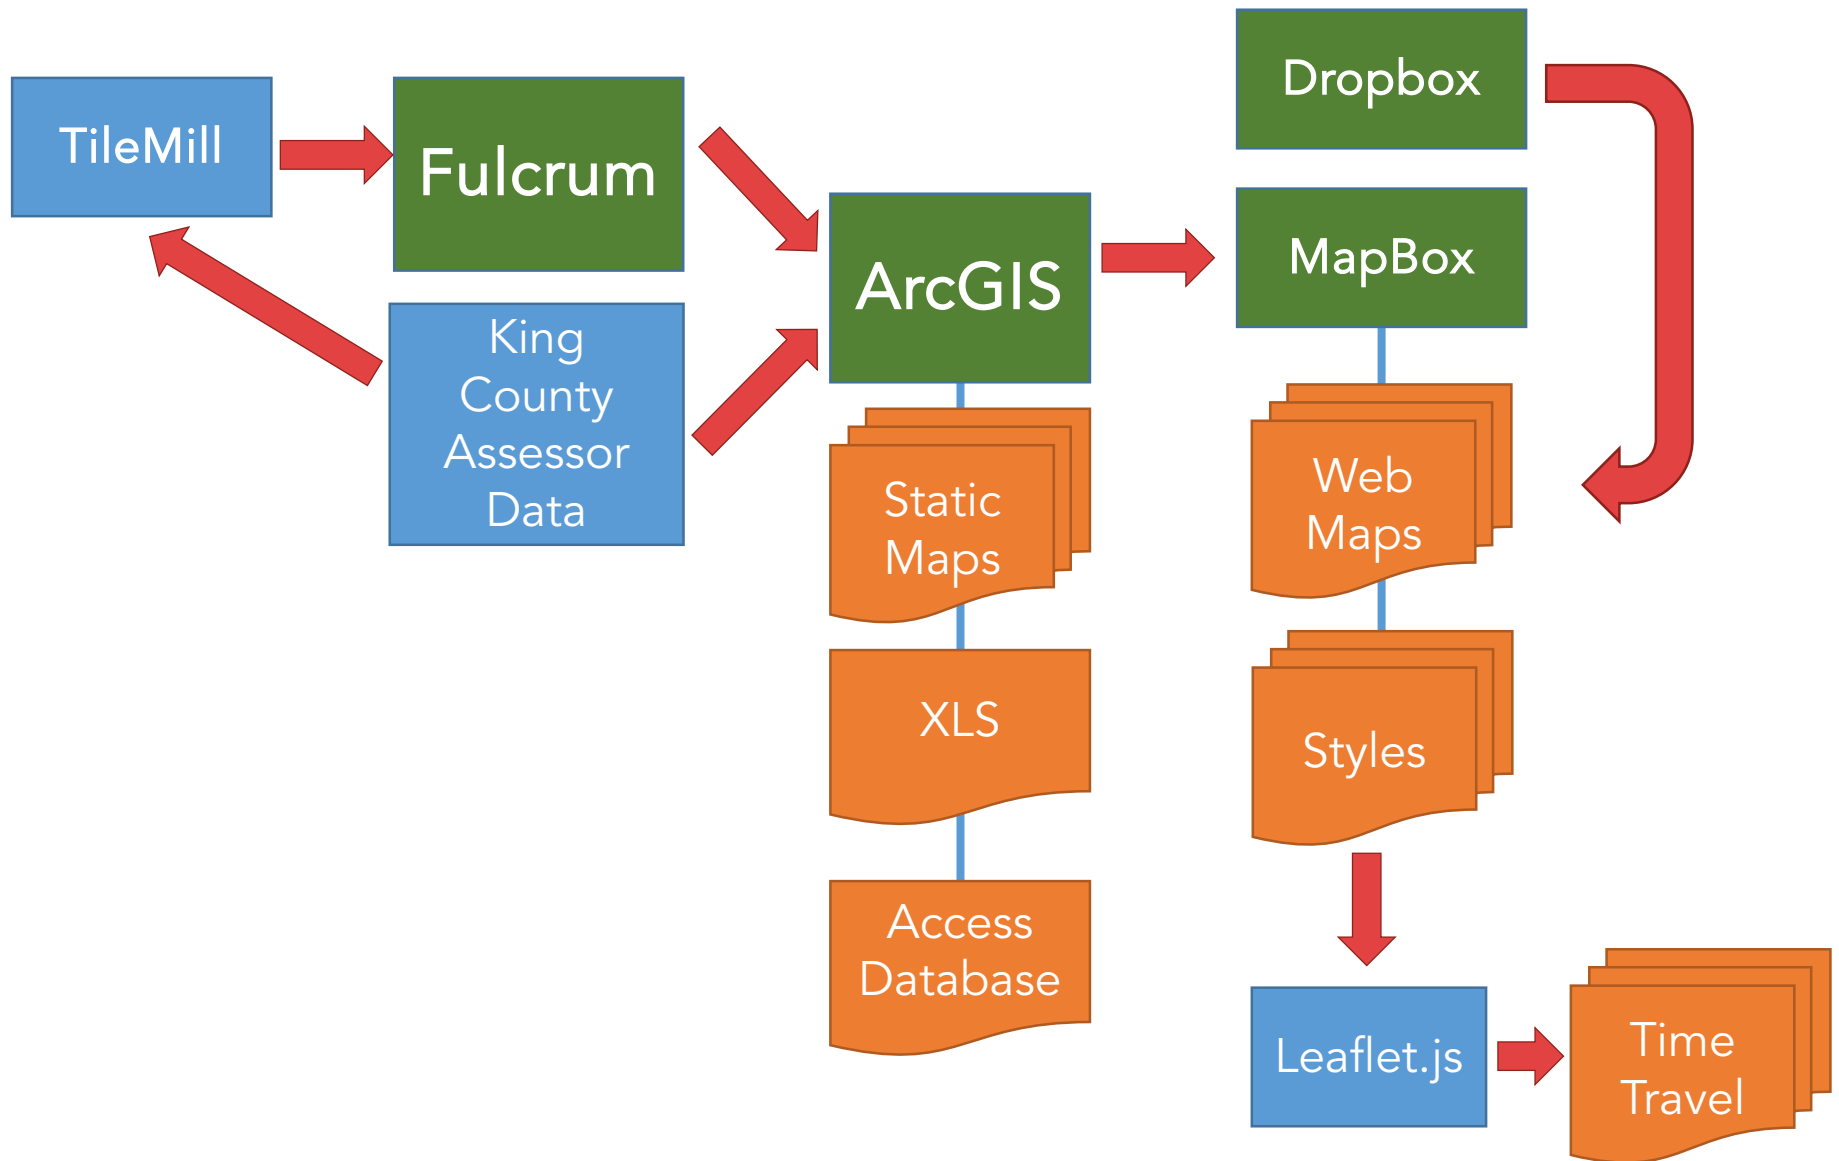 TileMill
Fulcrum
King
County
Assessor
Data
ArcGIS
Static
Maps
XLS
Access
Database
Dropbox
MapBox
Web
Maps
Styles
Leaflet.js
Time
Travel